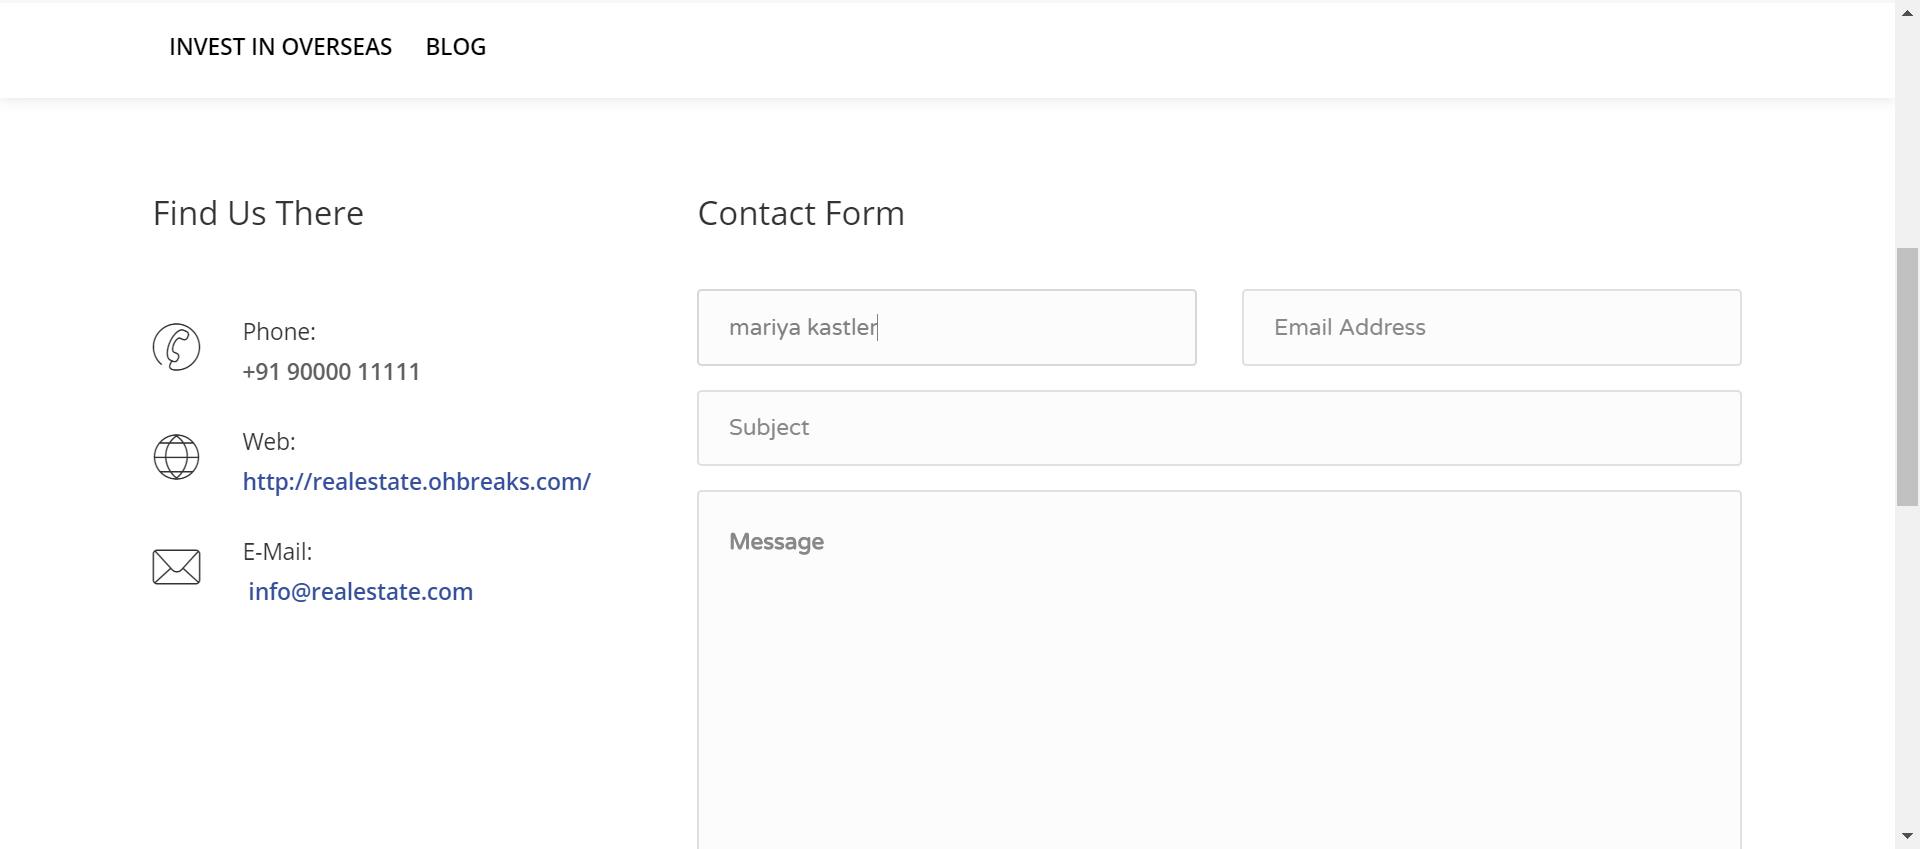 INVEST IN OVERSEAS BLOG
Find Us There
Phone:
+91 90000 11111
Web:
http://realestate.ohbreaks.com/
E-Mail:
info@realestate.com
Contact Form
mariya kastler
Email Address
Subject
Message